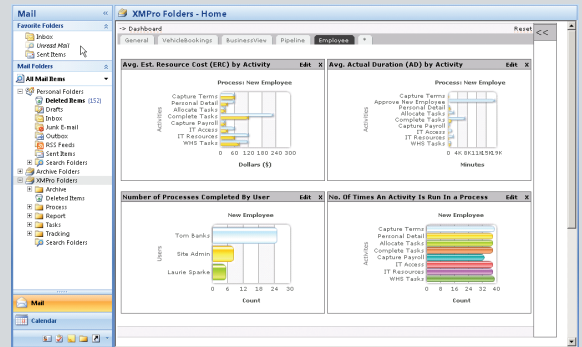 Mail «
Favorite Folders
Inbox
Unread Mail
Sent Items
Mail Folders
All Mail Items
Personal Folders
Deleted Items (152)
Drafts
Inbox
Junk E-mail
Outbox
RSS Feeds
Sent Items
Search Folders
Archive Folders
XMPro Folders
Archive
Deleted Items
Process
Report
Tasks
Tracking
Search Folders
Mail
Calendar
XMPro Folders - Home
-> Dashboard Reset
<<
General VehicleBookings BusinessView Pipeline Employee *
Avg. Est. Resource Cost (ERC) by Activity Edit X
Process: New Employee
Activities
Capture Terms
Personal Detail
Allocate Tasks
Complete Tasks
Capture Payroll
IT Access
IT Resources
WHS Tasks
0 60 120 180 240 300
Dollars ($)
Avg. Actual Duration (AD) by Activity Edit X
Process: New Employee
Activities
Capture Terms
Approve New Employee
Personal Detail
Allocate Tasks
Complete Tasks
Capture Payroll
IT Access
IT Resources
WHS Tasks
0 4K 8K11K15K19K
Minutes
Number of Processes Completed By User Edit X
New Employee
Users
Tom Banks
Site Admin
Laurie Sparke
0 6 12 18 24 30
Count
No. Of Times An Activity Is Run In a Process Edit X
New Employee
Activites
Capture Terms
Personal Detail
Allocate Tasks
Complete Tasks
Capture Payroll
IT Access
IT Resources
WHS Tasks
0 8 16 24 32 40
Count